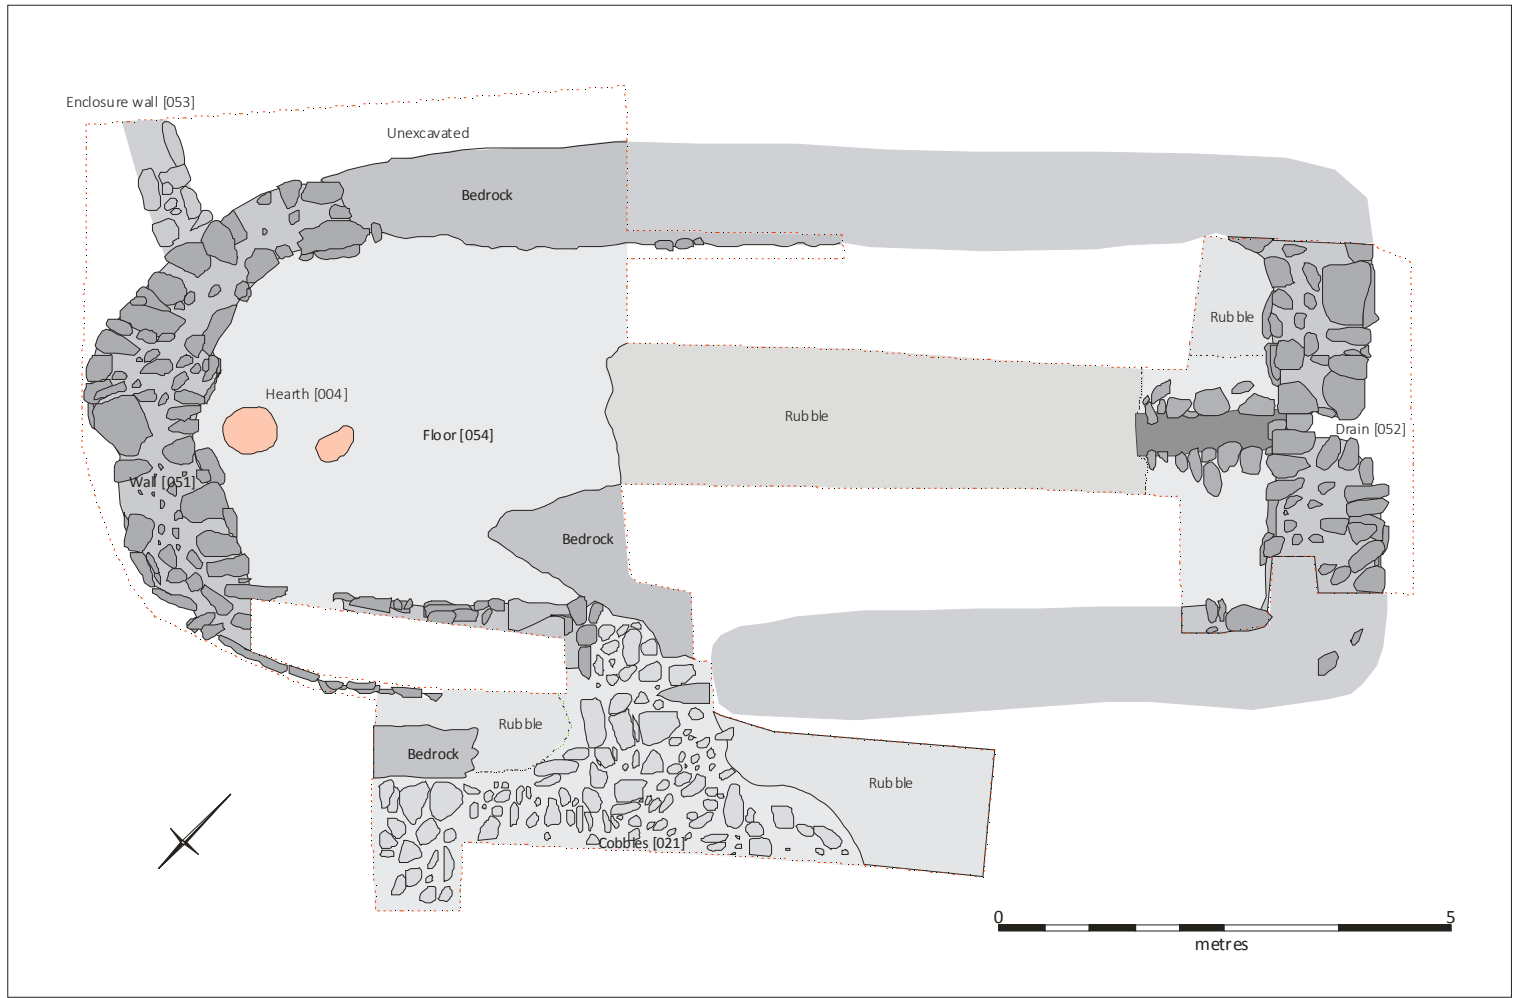 Enclosure wall [053]
Unexcavated
Bedrock
Rubble
Hearth [004]
Floor [054]
Rubble
Drain [052]
Wall [051]
Bedrock
Rubble
Bedrock
Rubble
Cobbles [021]
0 5
metres